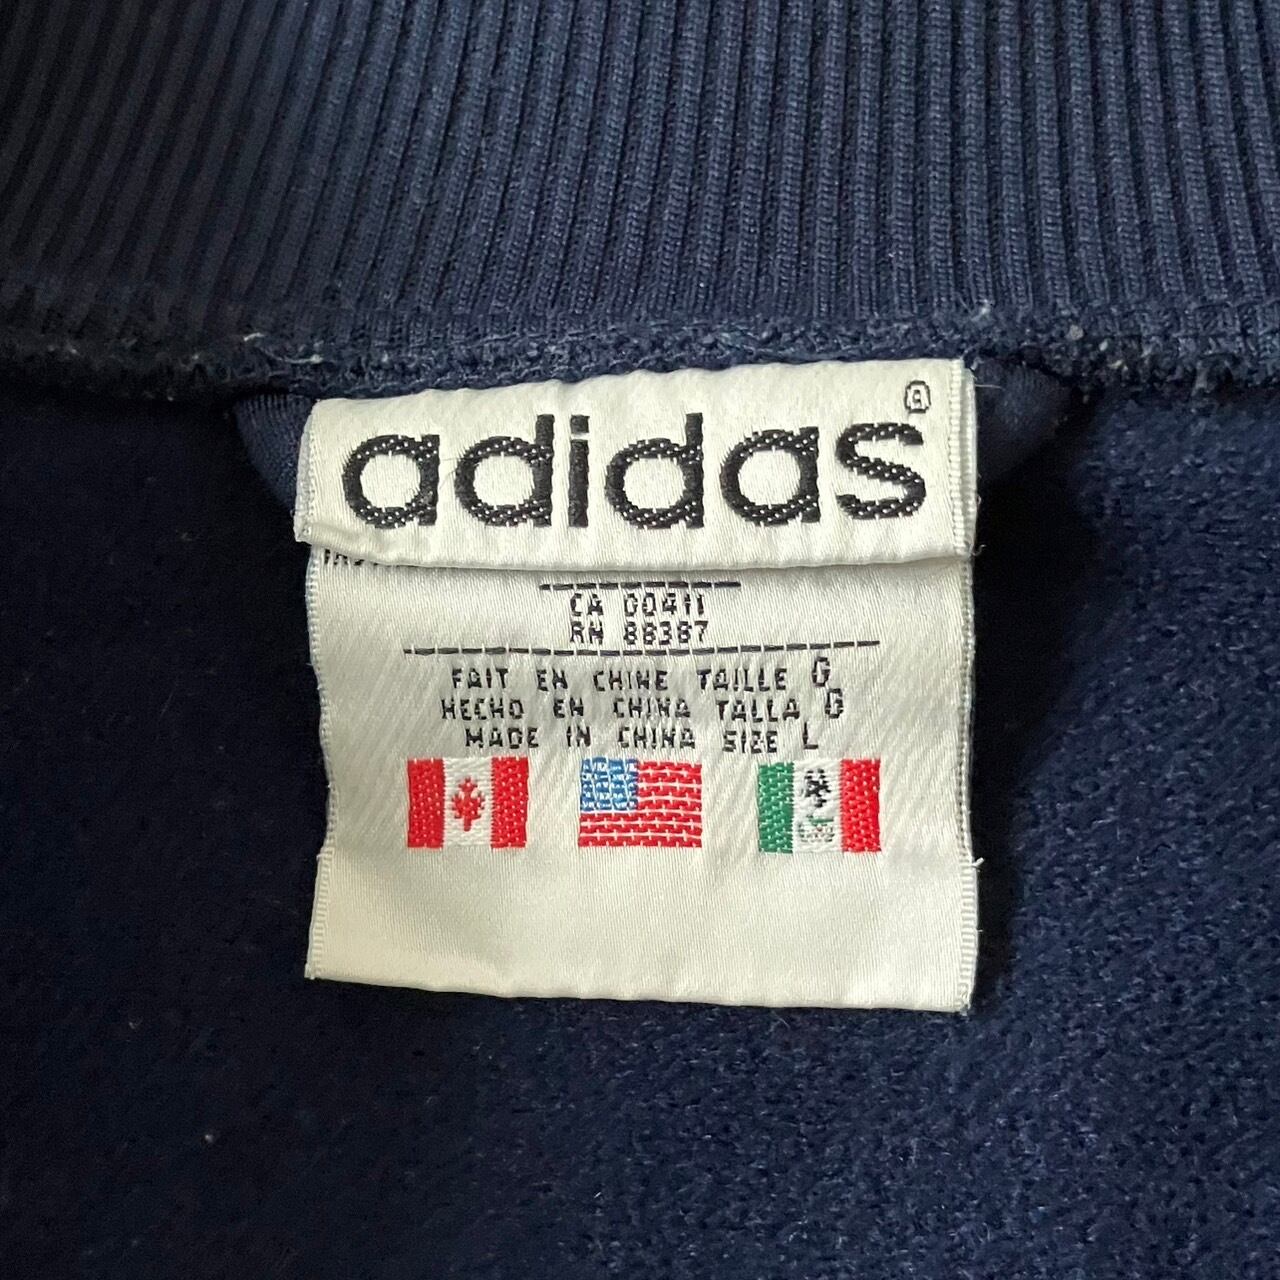 adidas®
CA 00411
RN 88387
FAIT EN CHINE TAILLE G
HECHO EN CHINA TALLA G
MADE IN CHINA SIZE L